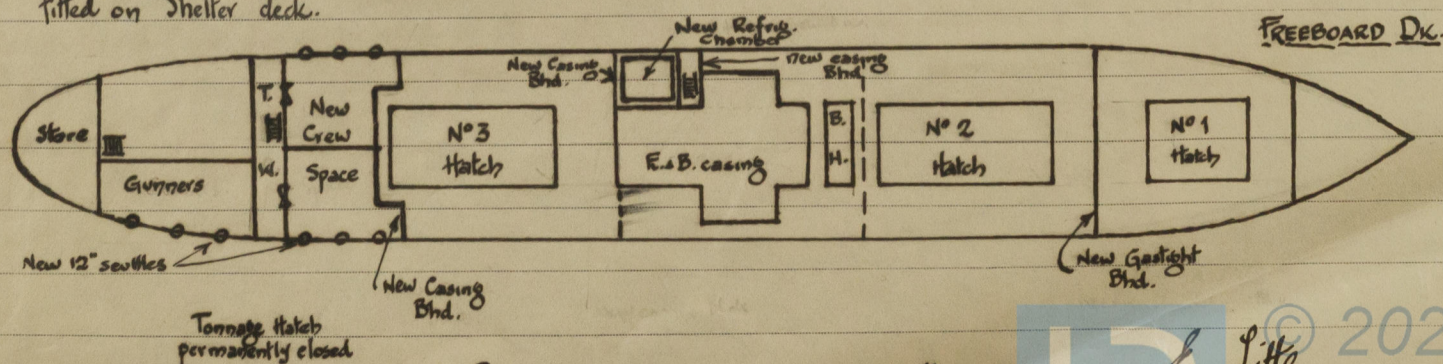 fitted on Shelter deck.
FREEBOARD DK.
New Refrig.
Chamber
New Casing
Bhd.
new casing
Bhd.
Store
Gunners
T.
W.
New
Crew
Space
Nº 3
Hatch
E. & B. casing
B.
H.
Nº 2
Hatch
Nº 1
Hatch
New 12" scuttles
New Casing
Bhd.
New Gastight
Bhd.
Tonnage Hatch
permanently closed
© 202